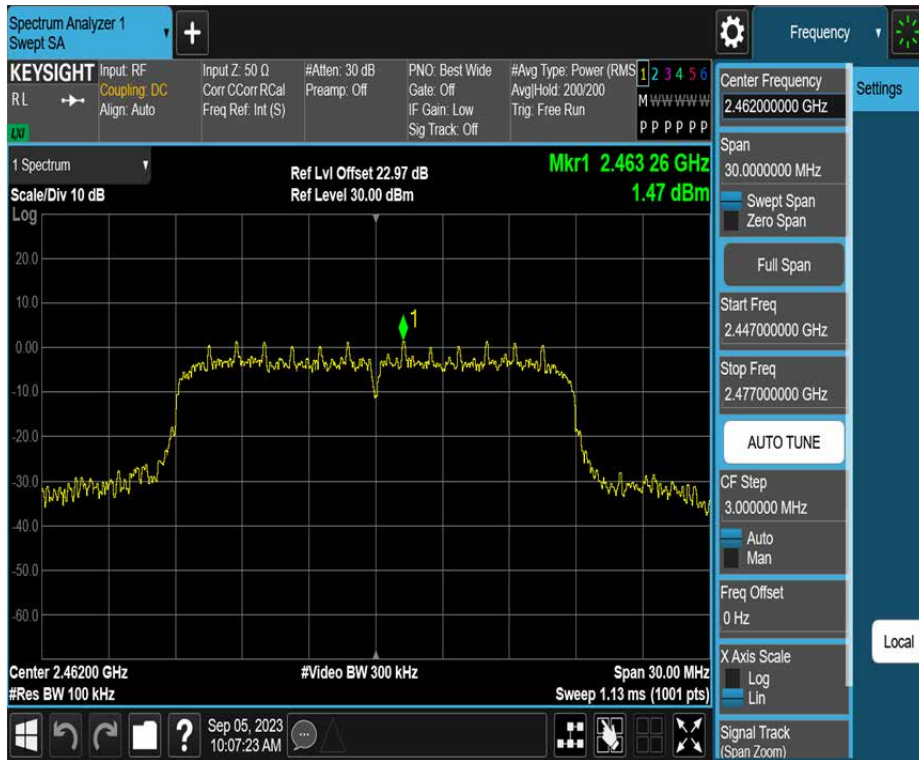 Spectrum Analyzer 1
Swept SA
+
Frequency
KEYSIGHT
RL
LXI
Input: RF
Coupling: DC
Align: Auto
Input Z: 50 Ω
Corr CCorr RCal
Freq Ref: Int (S)
#Atten: 30 dB
Preamp: Off
PNO: Best Wide
Gate: Off
IF Gain: Low
Sig Track: Off
#Avg Type: Power (RMS
Avg|Hold: 200/200
Trig: Free Run
1 2 3 4 5 6
M W W W W W
P P P P P P
1 Spectrum
Scale/Div 10 dB
Ref Lvl Offset 22.97 dB
Ref Level 30.00 dBm
Mkr1 2.463 26 GHz
1.47 dBm
Log
20.0
10.0
0.00
-10.0
-20.0
-30.0
-40.0
-50.0
-60.0
1
Center 2.46200 GHz
#Res BW 100 kHz
#Video BW 300 kHz
Span 30.00 MHz
Sweep 1.13 ms (1001 pts)
Center Frequency
2.462000000 GHz
Span
30.0000000 MHz
Swept Span
Zero Span
Full Span
Start Freq
2.447000000 GHz
Stop Freq
2.477000000 GHz
AUTO TUNE
CF Step
3.000000 MHz
Auto
Man
Freq Offset
0 Hz
X Axis Scale
Log
Lin
Signal Track
(Span Zoom)
Settings
Local
?
Sep 05, 2023
10:07:23 AM